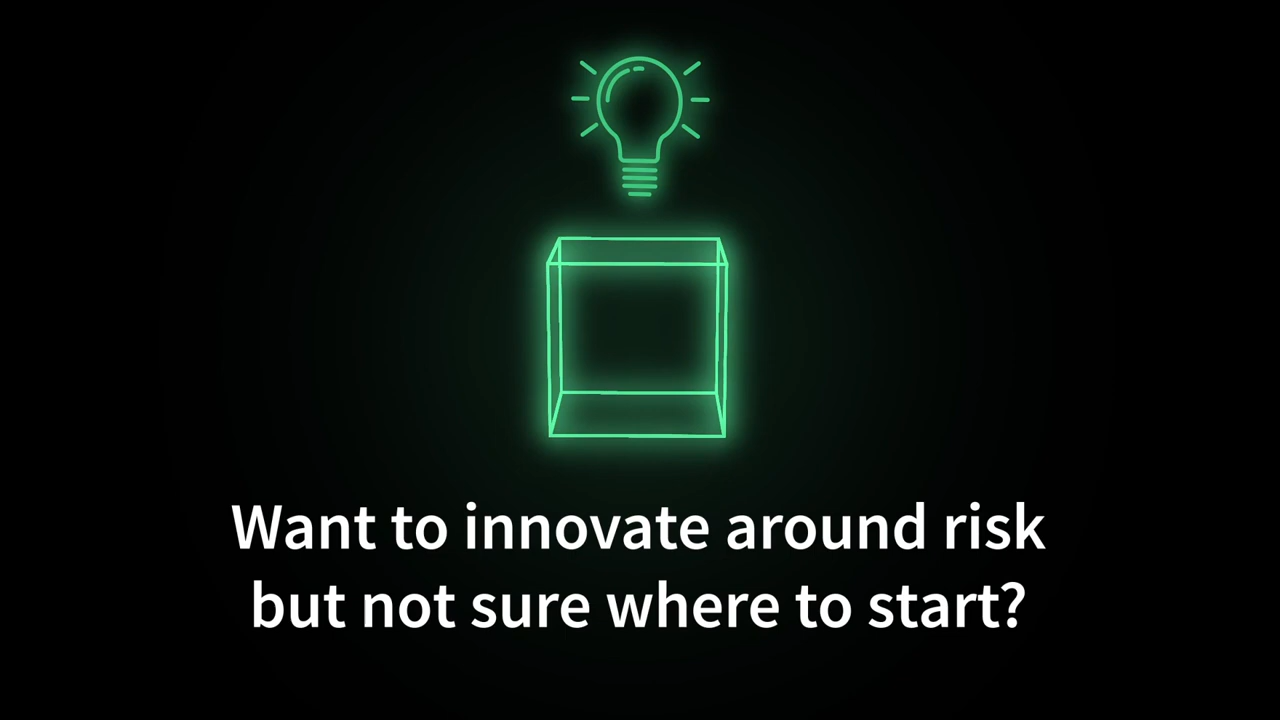 Want to innovate around risk
but not sure where to start?